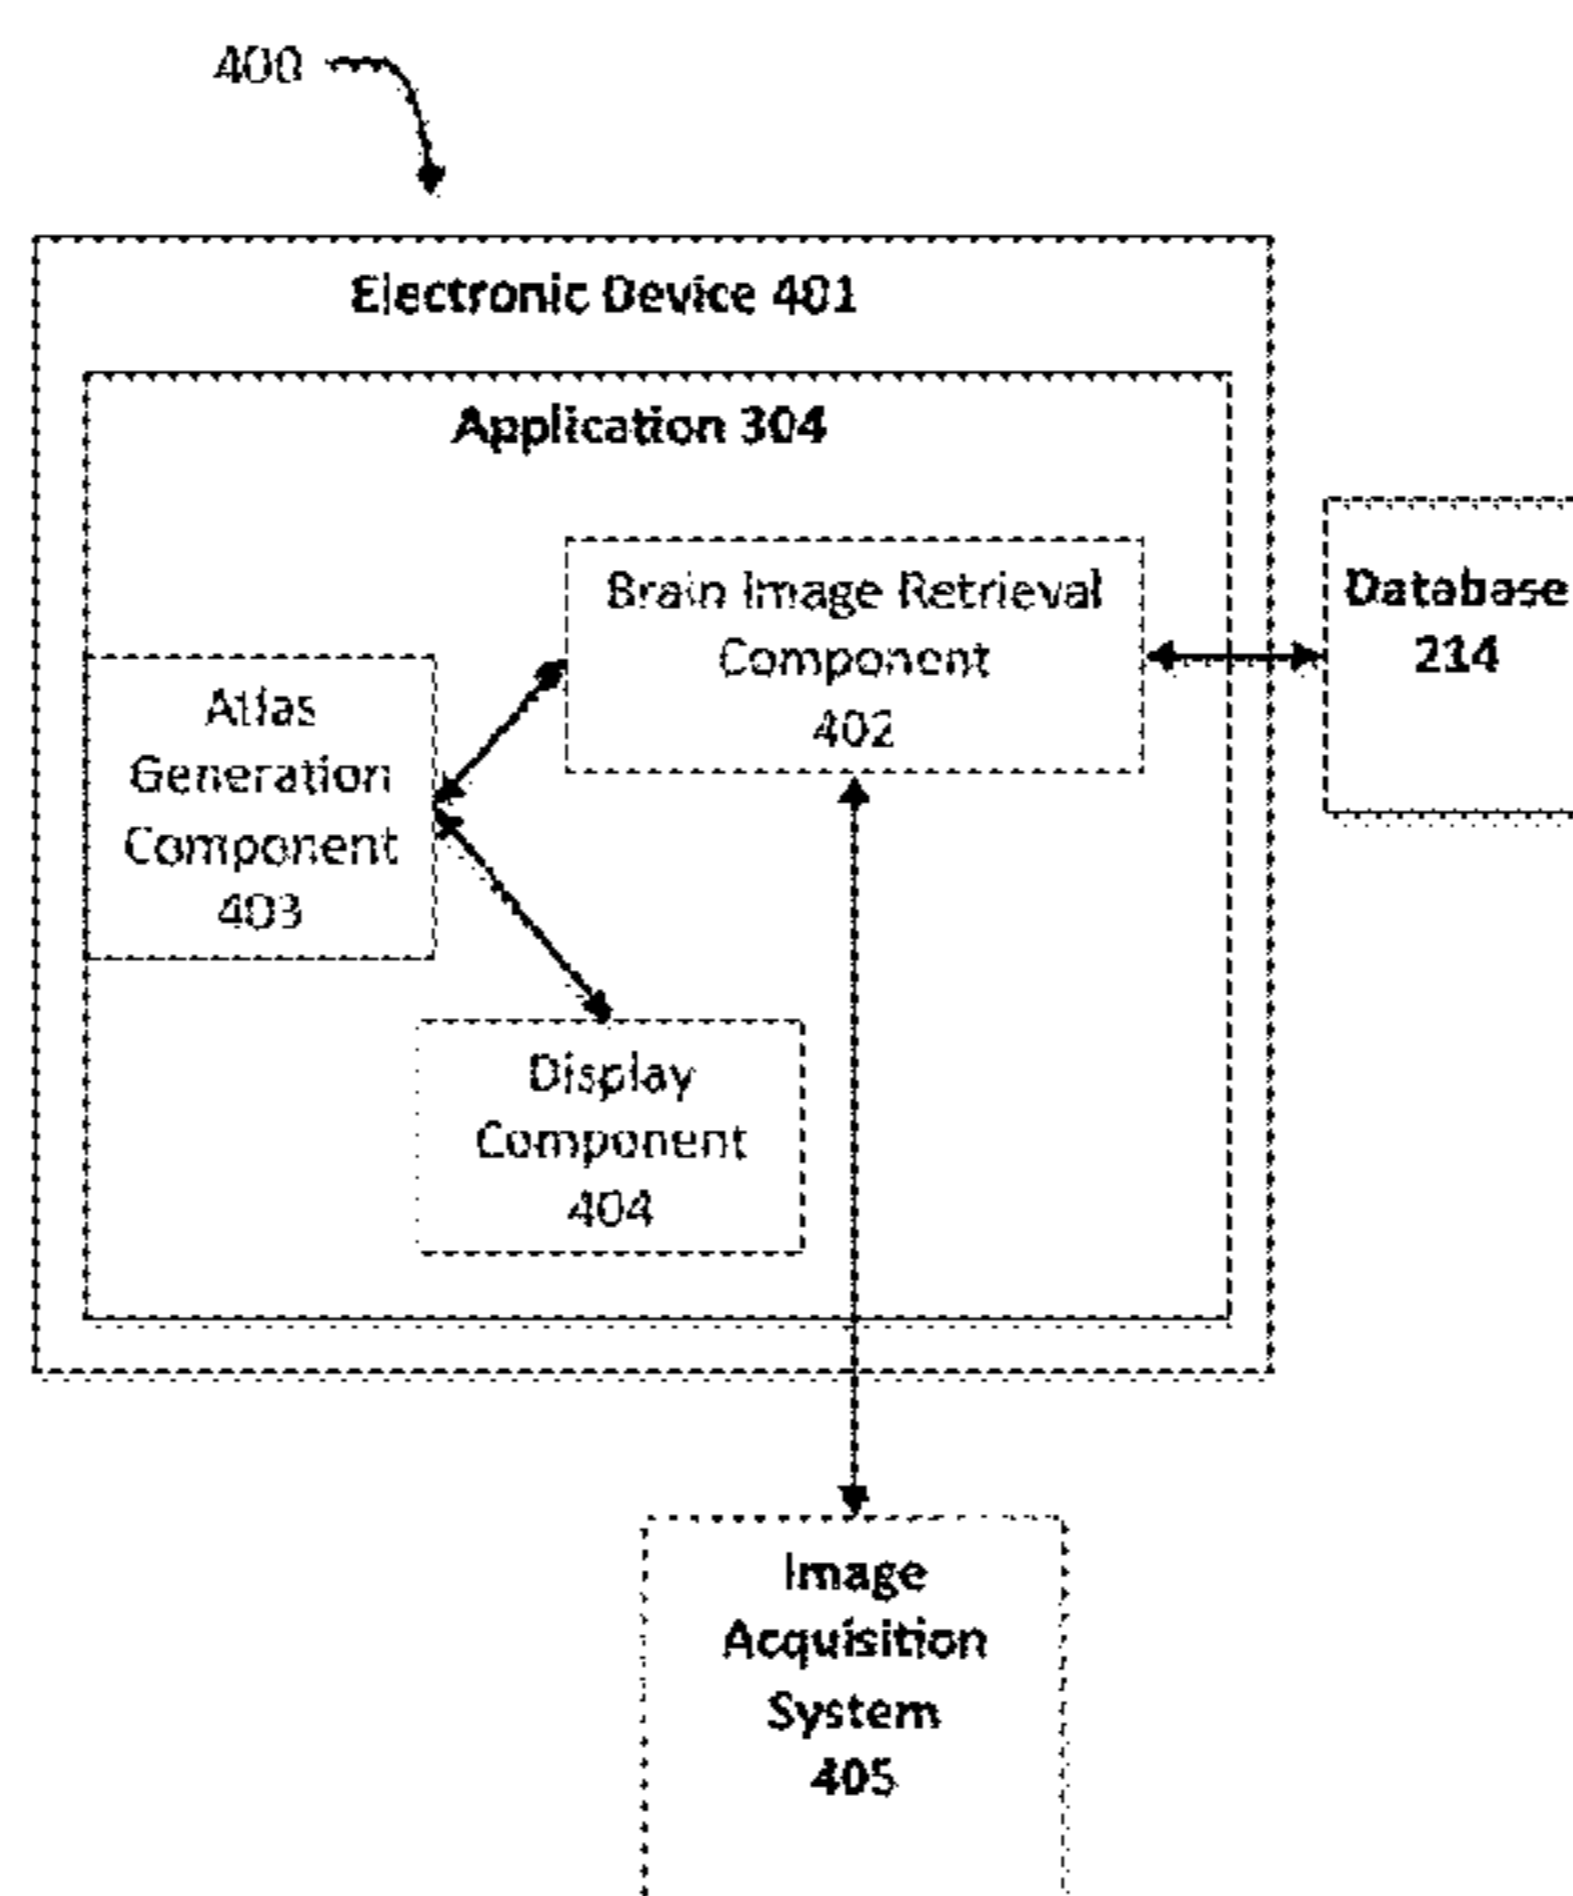 400
Electronic Device 401
Application 304
Brain Image Retrieval
Component
402
Database
214
Atlas
Generation
Component
403
Display
Component
404
Image
Acquisition
System
405